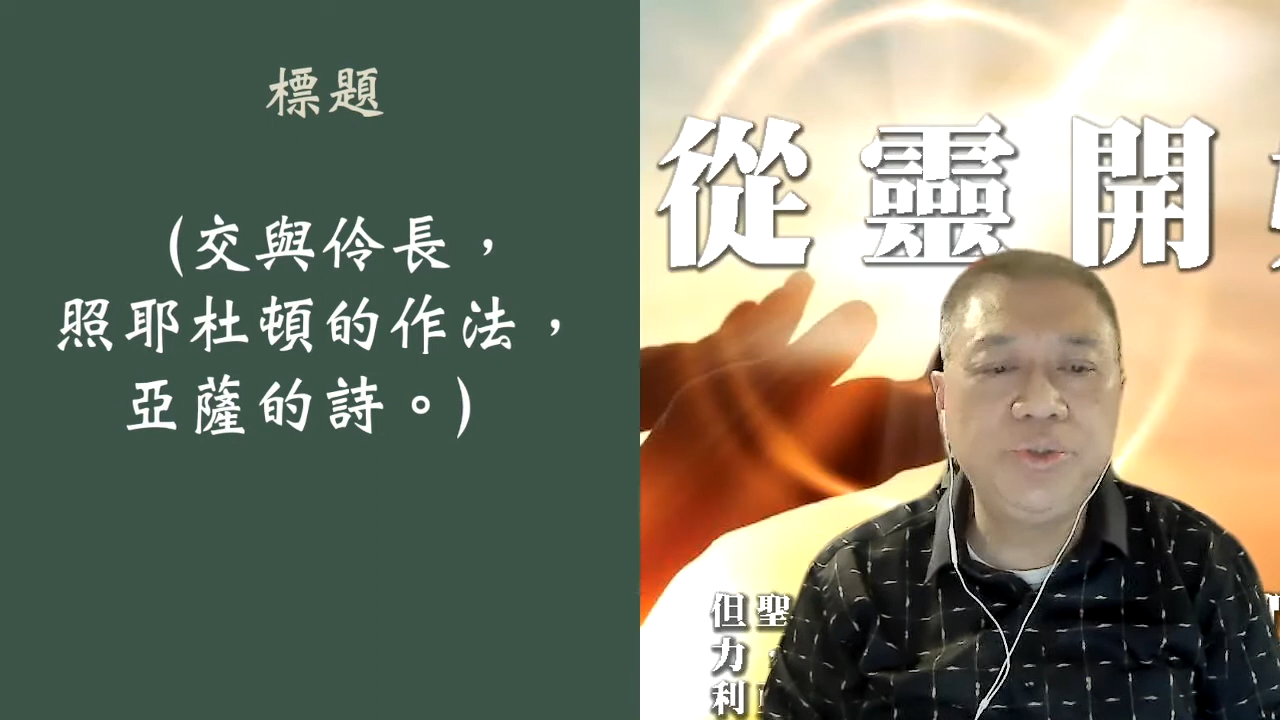 標題
(交與伶長，
照耶杜頓的作法，
亞薩的詩。)
從靈開
但聖
力，
利